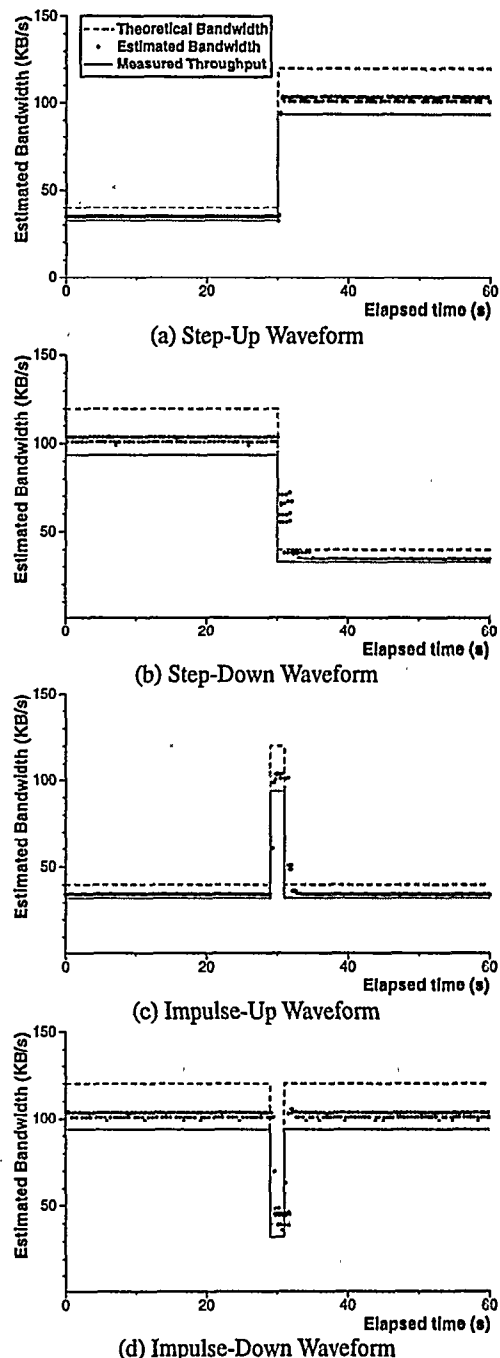 Estimated Bandwidth (KB/s)
150
100
50
0
Theoretical Bandwidth
Estimated Bandwidth
Measured Throughput
0 20 40 60
Elapsed time (s)
(a) Step-Up Waveform
Estimated Bandwidth (KB/s)
150
100
50
0 20 40 60
Elapsed time (s)
(b) Step-Down Waveform
Estimated Bandwidth (KB/s)
150
100
50
0 20 40 60
Elapsed time (s)
(c) Impulse-Up Waveform
Estimated Bandwidth (KB/s)
150
100
50
0 20 40 60
Elapsed time (s)
(d) Impulse-Down Waveform